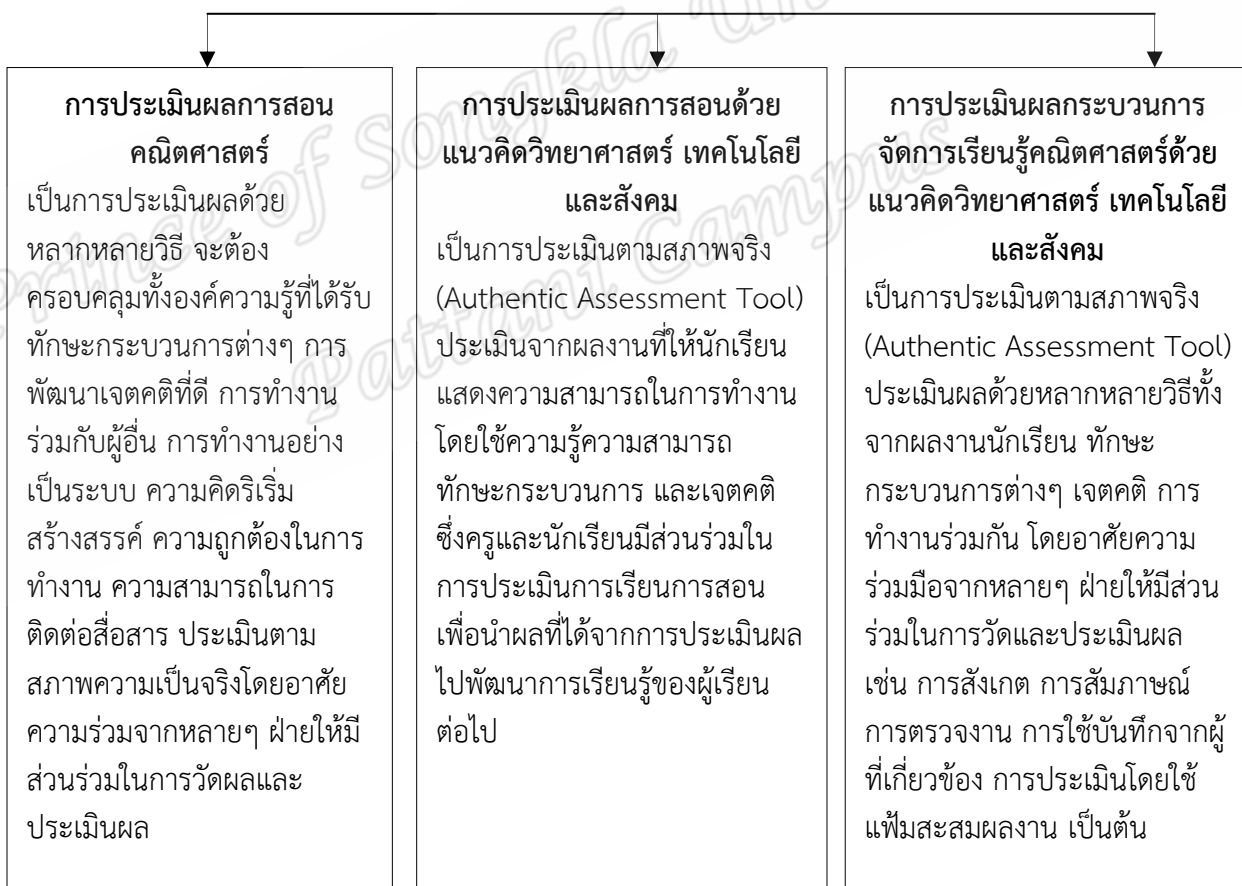 การประเมินผลการสอน
คณิตศาสตร์
เป็นการประเมินผลด้วย
หลากหลายวิธี จะต้อง
ครอบคลุมทั้งองค์ความรู้ที่ได้รับ
ทักษะกระบวนการต่างๆ การ
พัฒนาเจตคติที่ดี การทำงาน
ร่วมกับผู้อื่น การทำงานอย่าง
เป็นระบบ ความคิดริเริ่ม
สร้างสรรค์ ความถูกต้องในการ
ทำงาน ความสามารถในการ
ติดต่อสื่อสาร ประเมินตาม
สภาพความเป็นจริงโดยอาศัย
ความร่วมจากหลายๆ ฝ่ายให้มี
ส่วนร่วมในการวัดผลและ
ประเมินผล
การประเมินผลการสอนด้วย
แนวคิดวิทยาศาสตร์ เทคโนโลยี
และสังคม
เป็นการประเมินตามสภาพจริง
(Authentic Assessment Tool)
ประเมินจากผลงานที่ให้นักเรียน
แสดงความสามารถในการทำงาน
โดยใช้ความรู้ความสามารถ
ทักษะกระบวนการ และเจตคติ
ซึ่งครูและนักเรียนมีส่วนร่วมใน
การประเมินการเรียนการสอน
เพื่อนำผลที่ได้จากการประเมินผล
ไปพัฒนาการเรียนรู้ของผู้เรียน
ต่อไป
การประเมินผลกระบวนการ
จัดการเรียนรู้คณิตศาสตร์ด้วย
แนวคิดวิทยาศาสตร์ เทคโนโลยี
และสังคม
เป็นการประเมินตามสภาพจริง
(Authentic Assessment Tool)
ประเมินผลด้วยหลากหลายวิธีทั้ง
จากผลงานนักเรียน ทักษะ
กระบวนการต่างๆ เจตคติ การ
ทำงานร่วมกัน โดยอาศัยความ
ร่วมมือจากหลายๆ ฝ่ายให้มีส่วน
ร่วมในการวัดและประเมินผล
เช่น การสังเกต การสัมภาษณ์
การตรวจงาน การใช้บันทึกจากผู้
ที่เกี่ยวข้อง การประเมินโดยใช้
แฟ้มสะสมผลงาน เป็นต้น
Prince of Songkla
Pattani Campus